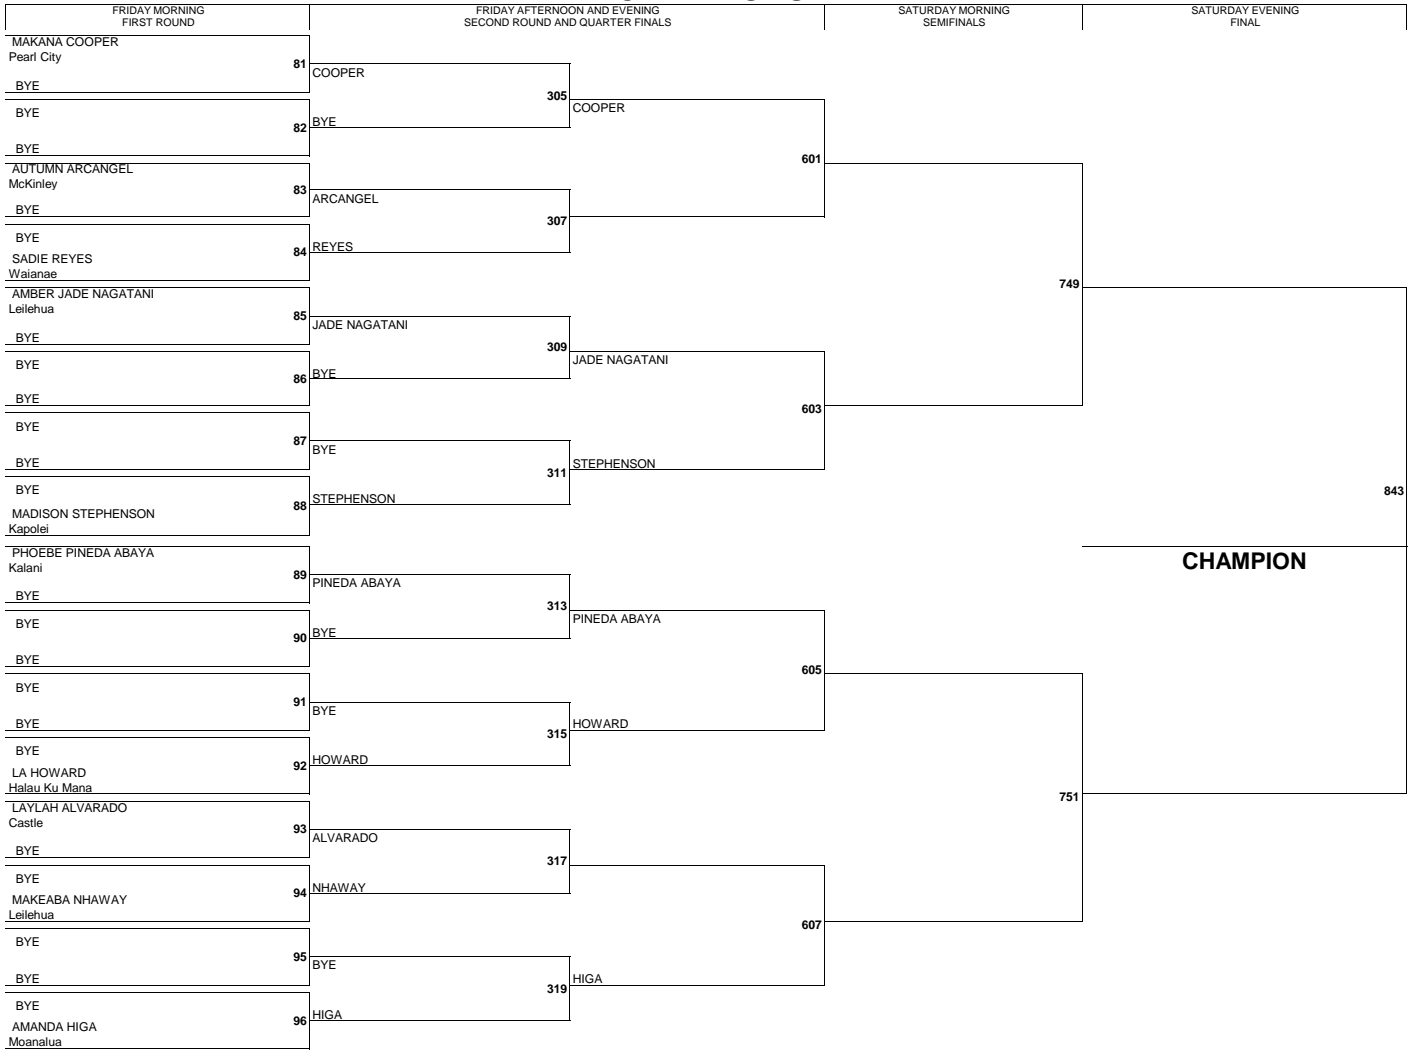 FRIDAY MORNING
FIRST ROUND
FRIDAY AFTERNOON AND EVENING
SECOND ROUND AND QUARTER FINALS
SATURDAY MORNING
SEMIFINALS
SATURDAY EVENING
FINAL
MAKANA COOPER
Pearl City
81
BYE
COOPER
305
COOPER
BYE
82
BYE
BYE
601
AUTUMN ARCANGEL
McKinley
83
BYE
ARCANGEL
307
BYE
84
REYES
SADIE REYES
Waianae
749
AMBER JADE NAGATANI
Leilehua
85
BYE
JADE NAGATANI
309
JADE NAGATANI
BYE
86
BYE
BYE
603
BYE
87
BYE
BYE
311
STEPHENSON
BYE
88
STEPHENSON
MADISON STEPHENSON
Kapolei
843
CHAMPION
PHOEBE PINEDA ABAYA
Kalani
89
BYE
PINEDA ABAYA
313
PINEDA ABAYA
BYE
90
BYE
BYE
605
BYE
91
BYE
BYE
315
HOWARD
BYE
92
HOWARD
LA HOWARD
Halau Ku Mana
751
LAYLAH ALVARADO
Castle
93
BYE
ALVARADO
317
BYE
94
NHAWAY
MAKEABA NHAWAY
Leilehua
607
BYE
95
BYE
BYE
319
HIGA
BYE
96
HIGA
AMANDA HIGA
Moanalua